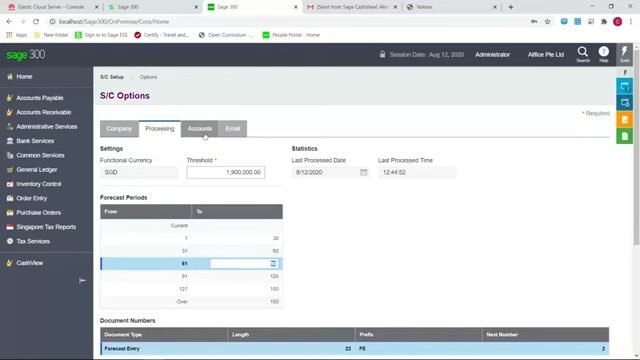 Elastic Cloud Server - Console
Sage 300
Sage 300
[Send from Sage CashView] Aler
Validex
localhost/Sage300/OnPremise/Core/Home
Apps
New folder
Sign in to Sage ESS
Certify - Travel and...
Open Curriculum - G...
People Portal - Home
sage 300
Session Date: Aug 12, 2020
Administrator
Allfice Pte Ltd
Search
Help
Tools
Home
Accounts Payable
Accounts Receivable
Administrative Services
Bank Services
Common Services
General Ledger
Inventory Control
Order Entry
Purchase Orders
Singapore Tax Reports
Tax Services
CashView
S/C Setup
Options
S/C Options
* Required
Company
Processing
Accounts
Email
Settings
Statistics
Functional Currency
Threshold *
Last Processed Date
Last Processed Time
SGD
1,900,000.00
8/12/2020
12:44:52
Forecast Periods
From To
Current
1 30
31 60
61 90
91 120
121 150
Over 150
Document Numbers
Document Type Length Prefix Next Number
Forecast Entry 22 FE 2